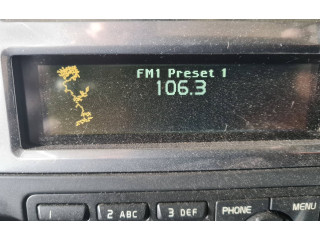 FM1 Preset 1
106.3
1 2 ABC 3 DEF PHONE MENU